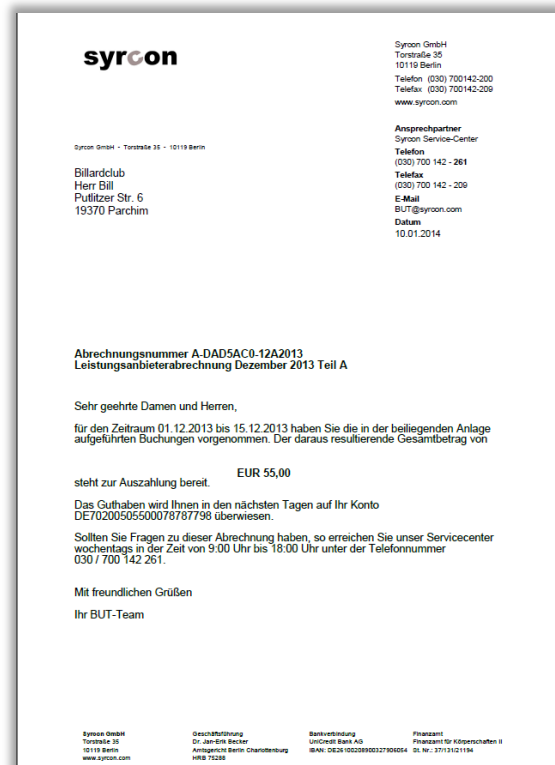 syrcon
Syrcon GmbH
Torstraße 35
10119 Berlin
Telefon (030) 700142-200
Telefax (030) 700142-209
www.syrcon.com
Ansprechpartner
Syrcon Service-Center
Telefon
(030) 700 142 - 261
Telefax
(030) 700 142 - 209
E-Mail
BUT@syrcon.com
Datum
10.01.2014
Syrcon GmbH - Torstraße 35 - 10119 Berlin
Billardclub
Herr Bill
Putlitzer Str. 6
19370 Parchim
Abrechnungsnummer A-DAD5AC0-12A2013
Leistungsanbieterabrechnung Dezember 2013 Teil A
Sehr geehrte Damen und Herren,
für den Zeitraum 01.12.2013 bis 15.12.2013 haben Sie die in der beiliegenden Anlage
aufgeführten Buchungen vorgenommen. Der daraus resultierende Gesamtbetrag von
EUR 55,00
steht zur Auszahlung bereit.
Das Guthaben wird Ihnen in den nächsten Tagen auf Ihr Konto
DE70200505500078787798 überwiesen.
Sollten Sie Fragen zu dieser Abrechnung haben, so erreichen Sie unser Servicecenter
wochentags in der Zeit von 9:00 Uhr bis 18:00 Uhr unter der Telefonnummer
030 / 700 142 261.
Mit freundlichen Grüßen
Ihr BUT-Team
Syrcon GmbH
Torstraße 35
10119 Berlin
www.syrcon.com
Geschäftsführung
Dr. Jan-Erik Becker
Amtsgericht Berlin Charlottenburg
HRB 75288
Bankverbindung
UniCredit Bank AG
IBAN: DE26100208900327906054
Finanzamt
Finanzamt für Körperschaften II
St. Nr.: 37/131/21194